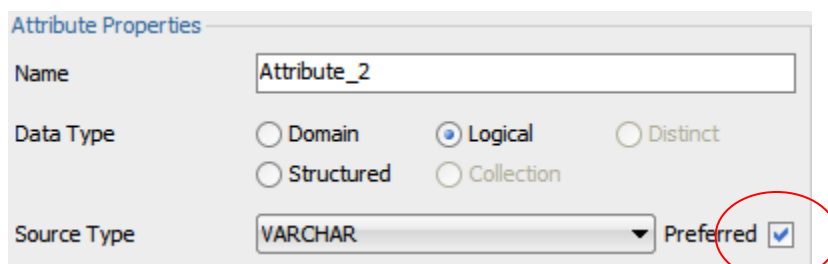 Attribute Properties
Name Attribute_2
Data Type Domain Logical Distinct
Structured Collection
Source Type VARCHAR Preferred